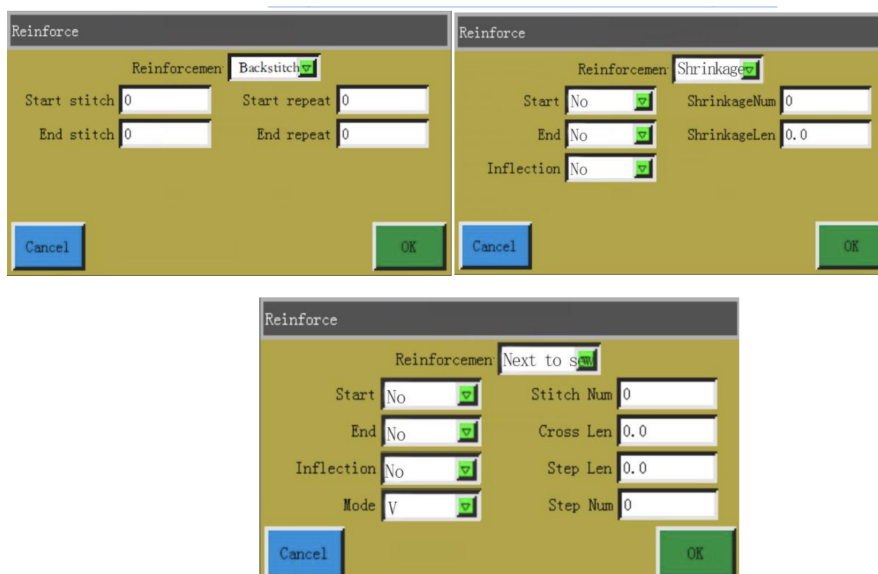 Reinforce
Reinforcemen Backstitch
Start stitch 0 Start repeat 0
End stitch 0 End repeat 0
Cancel OK
Reinforce
Reinforcemen Shrinkage
Start No ShrinkageNum 0
End No ShrinkageLen 0.0
Inflection No
Cancel OK
Reinforce
Reinforcemen Next to sew
Start No Stitch Num 0
End No Cross Len 0.0
Inflection No Step Len 0.0
Mode V Step Num 0
Cancel OK